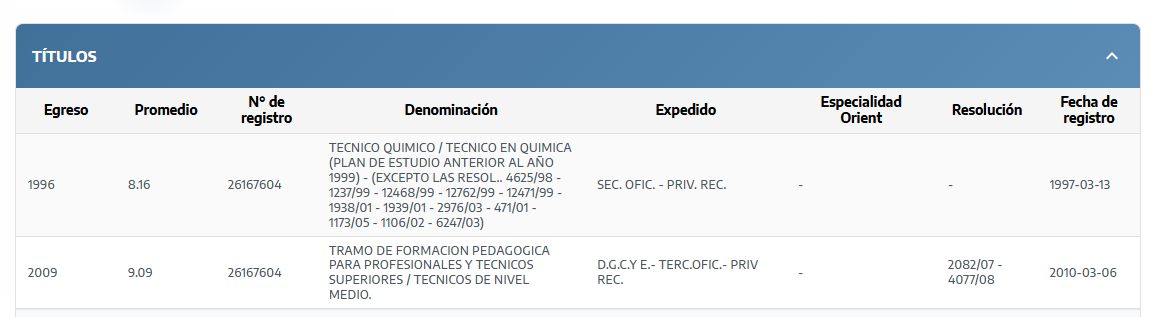 TÍTULOS
Egreso
Promedio
N° de
registro
Denominación
Expedido
Especialidad
Orient
Resolución
Fecha de
registro
1996
8.16
26167604
TECNICO QUIMICO / TECNICO EN QUIMICA
(PLAN DE ESTUDIO ANTERIOR AL AÑO
1999) - (EXCEPTO LAS RESOL.. 4625/98 -
1237/99 - 12468/99 - 12762/99 - 12471/99 -
1938/01 - 1939/01 - 2976/03 - 471/01 -
1173/05 - 1106/02 - 6247/03)
SEC. OFIC. - PRIV. REC.
-
-
1997-03-13
2009
9.09
26167604
TRAMO DE FORMACION PEDAGOGICA
PARA PROFESIONALES Y TECNICOS
SUPERIORES / TECNICOS DE NIVEL
MEDIO.
D.G.C.Y E.- TERC.OFIC.- PRIV
REC.
-
2082/07 -
4077/08
2010-03-06